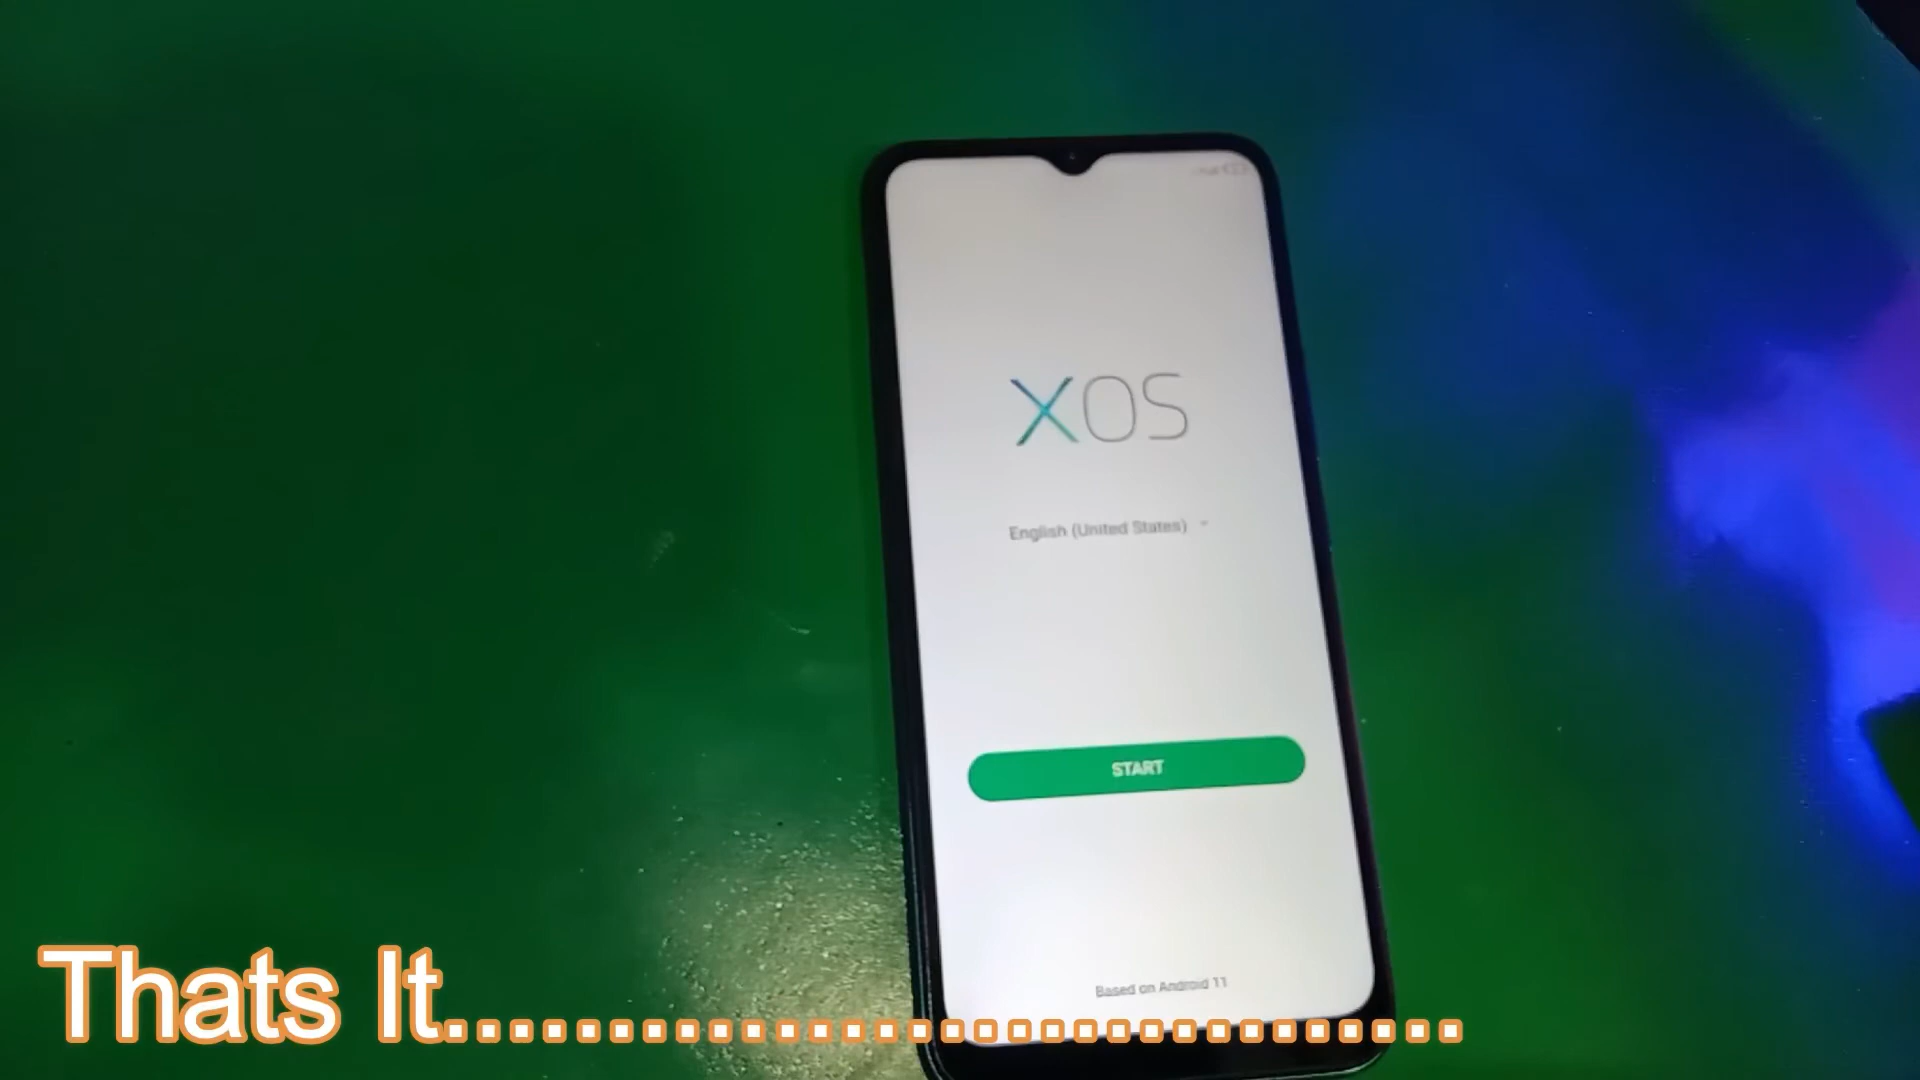 XOS
English (United States)
START
Based on Android 11
Thats It...............................